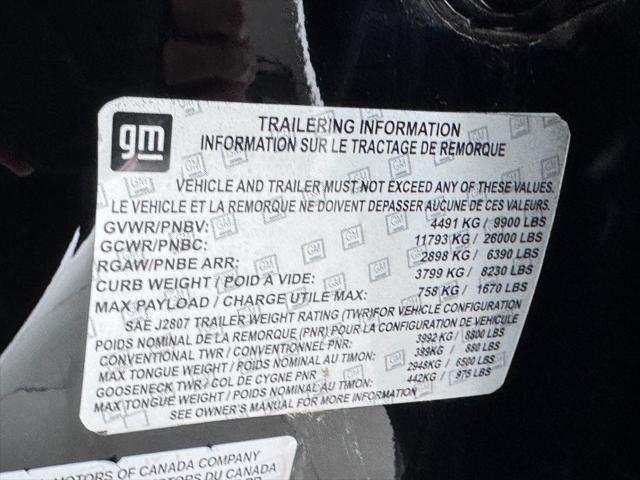 gm
TRAILERING INFORMATION
INFORMATION SUR LE TRACTAGE DE REMORQUE
VEHICLE AND TRAILER MUST NOT EXCEED ANY OF THESE VALUES.
LE VEHICLE ET LA REMORQUE NE DOIVENT DEPASSER AUCUNE DE CES VALEURS.
GVWR/PNBV: 4491 KG / 9900 LBS
GCWR/PNBC: 11793 KG / 26000 LBS
RGAW/PNBE ARR: 2898 KG / 6390 LBS
CURB WEIGHT / POID A VIDE: 3799 KG / 8230 LBS
MAX PAYLOAD / CHARGE UTILE MAX: 758 KG / 1670 LBS
SAE J2807 TRAILER WEIGHT RATING (TWR)FOR VEHICLE CONFIGURATION
POIDS NOMINAL DE LA REMORQUE (PNR) POUR LA CONFIGURATION DE VEHICULE
CONVENTIONAL TWR / CONVENTIONEL PNR: 3992 KG / 8800 LBS
MAX TONGUE WEIGHT / POIDS NOMINAL AU TIMON: 399KG / 880 LBS
GOOSENECK TWR / COL DE CYGNE PNR 2948KG / 6500 LBS
MAX TONGUE WEIGHT / POIDS NOMINAL AU TIMON: 442KG / 975 LBS
SEE OWNER'S MANUAL FOR MORE INFORMATION
MOTORS OF CANADA COMPANY
MOTORS DU CANADA